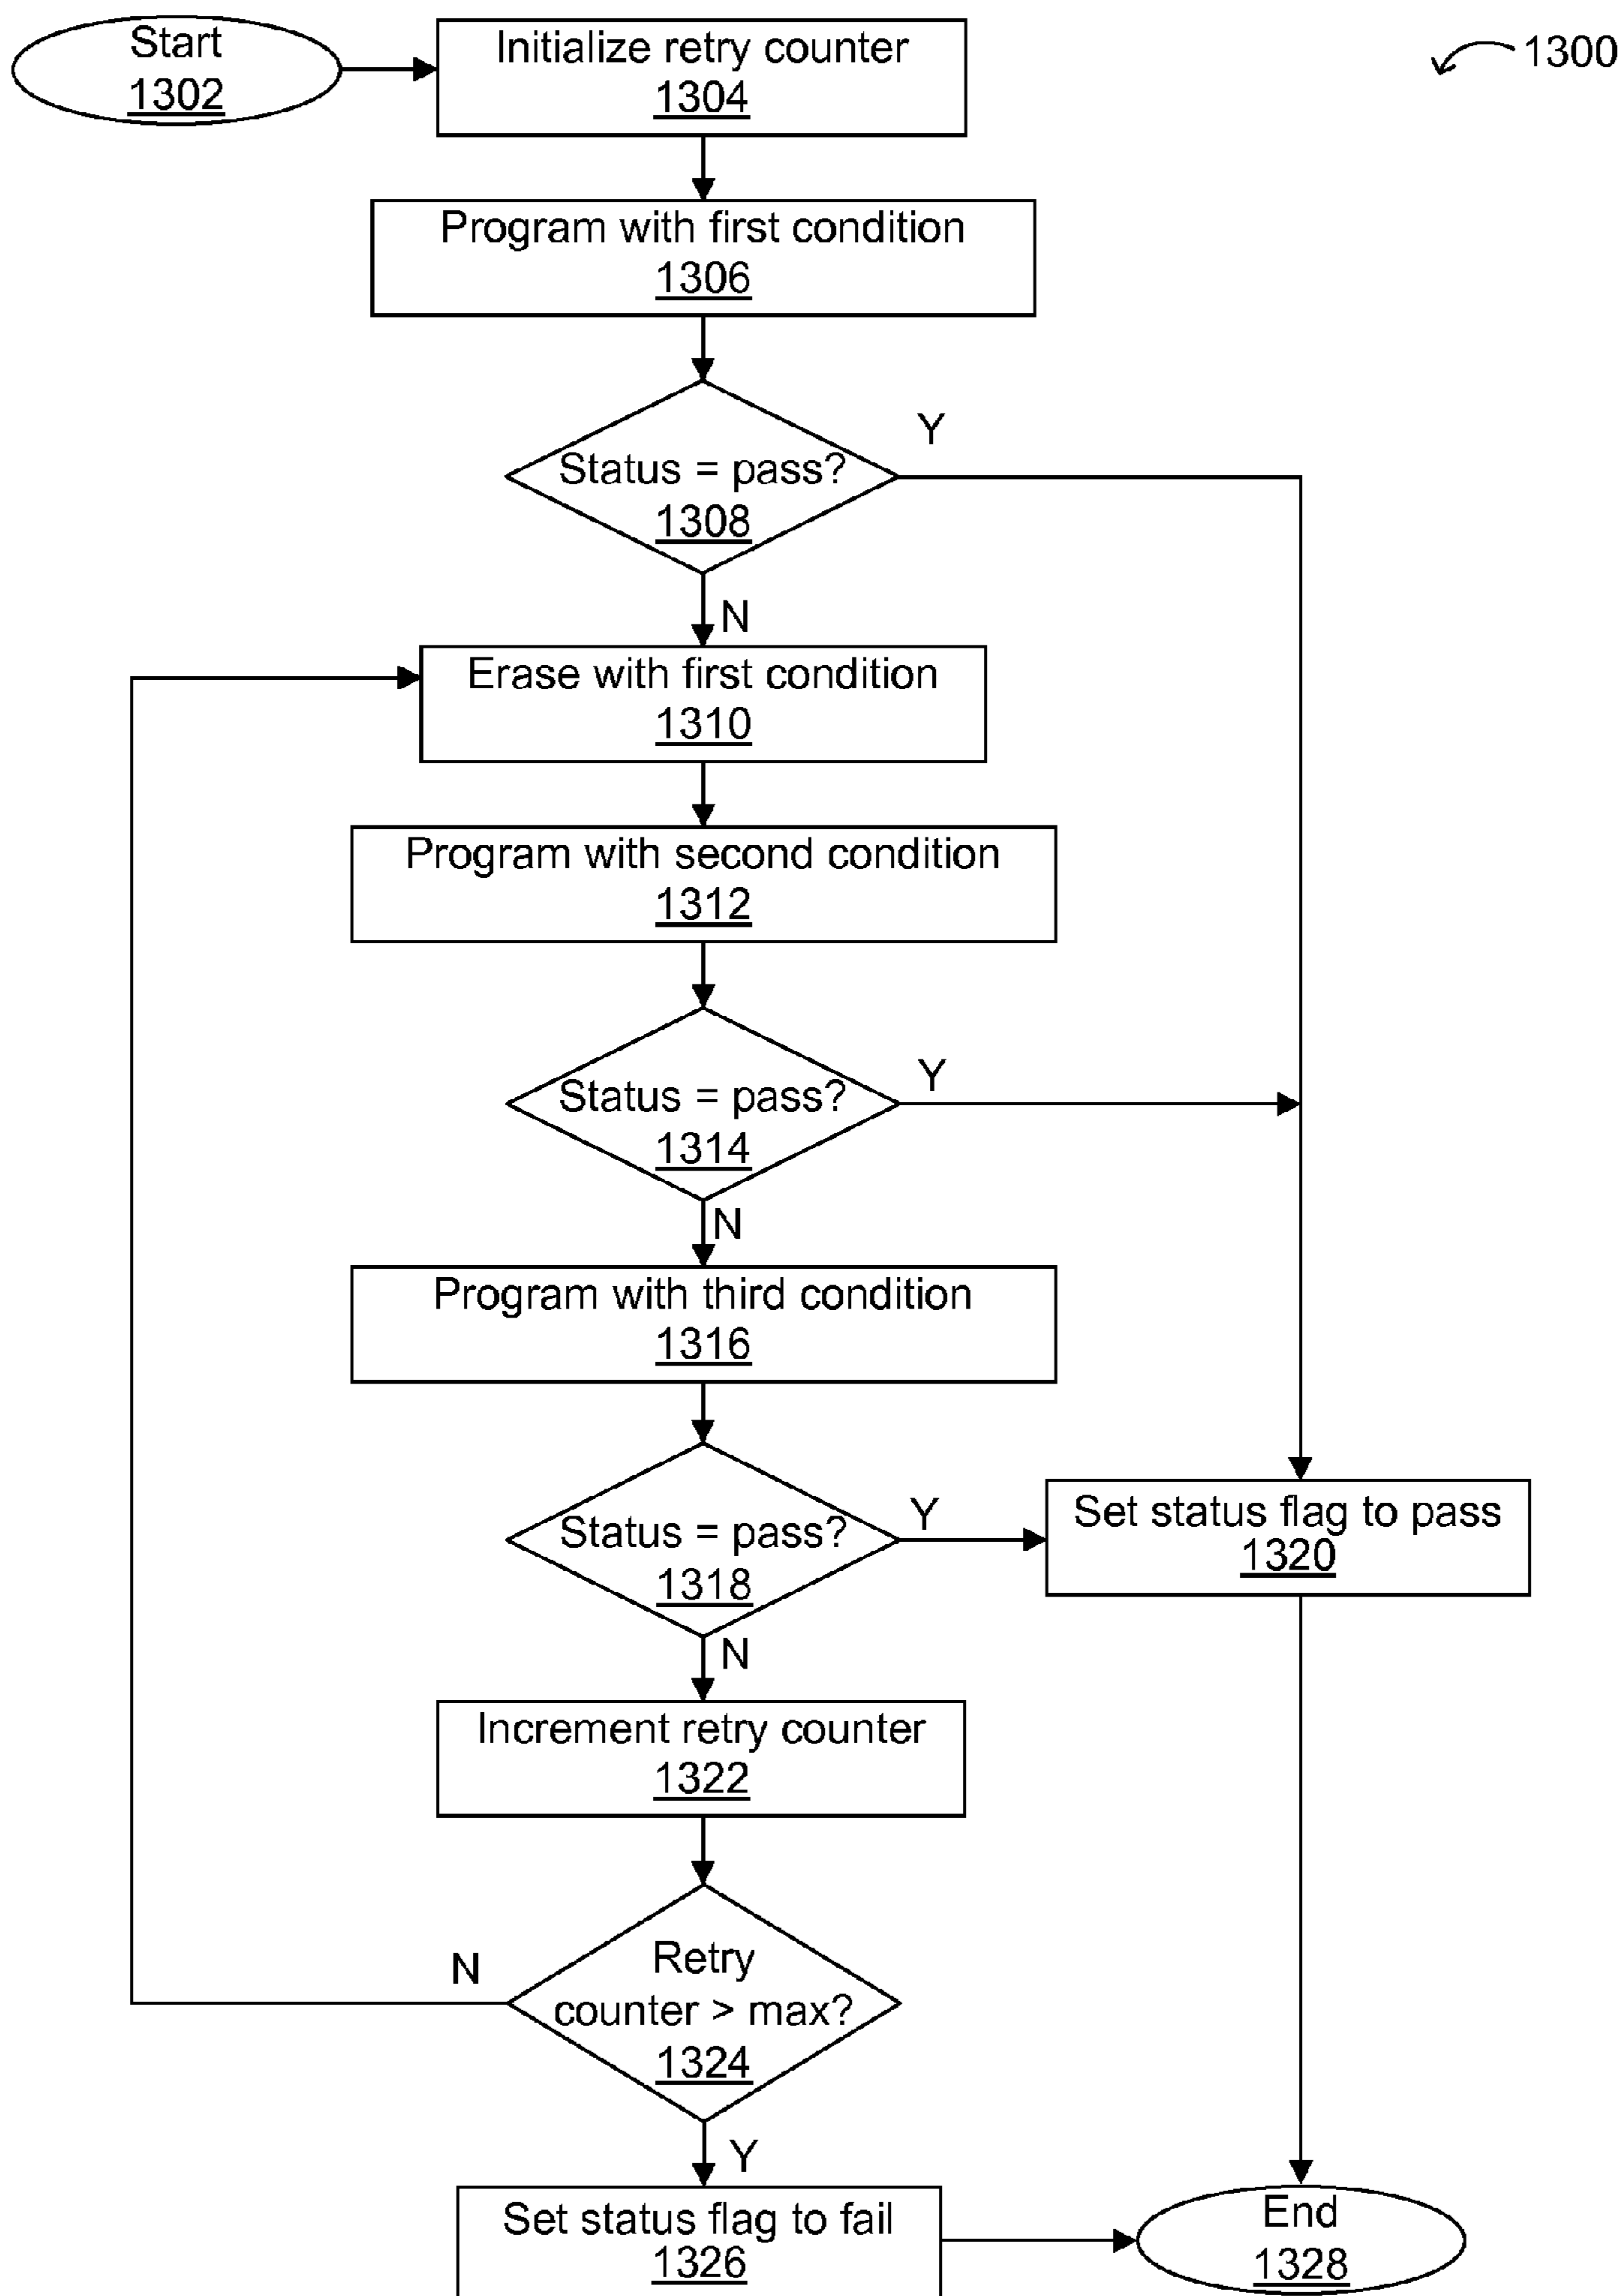 Start
1302
Initialize retry counter
1304
1300
Program with first condition
1306
Status = pass?
1308
Y
N
Erase with first condition
1310
Program with second condition
1312
Status = pass?
1314
Y
N
Program with third condition
1316
Status = pass?
1318
Y
Set status flag to pass
1320
N
Increment retry counter
1322
Retry
counter > max?
1324
N
Y
Set status flag to fail
1326
End
1328